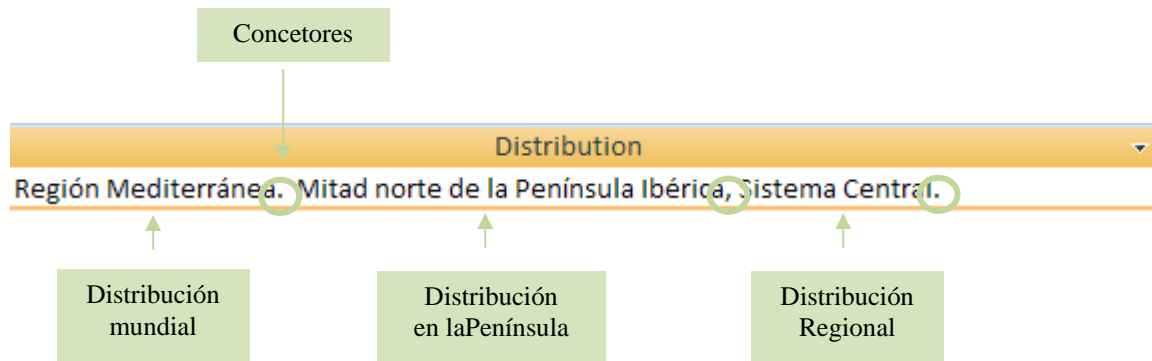 Concetores
Distribution
Región Mediterránea. Mitad norte de la Península Ibérica, Sistema Central.
Distribución
mundial
Distribución
en laPenínsula
Distribución
Regional